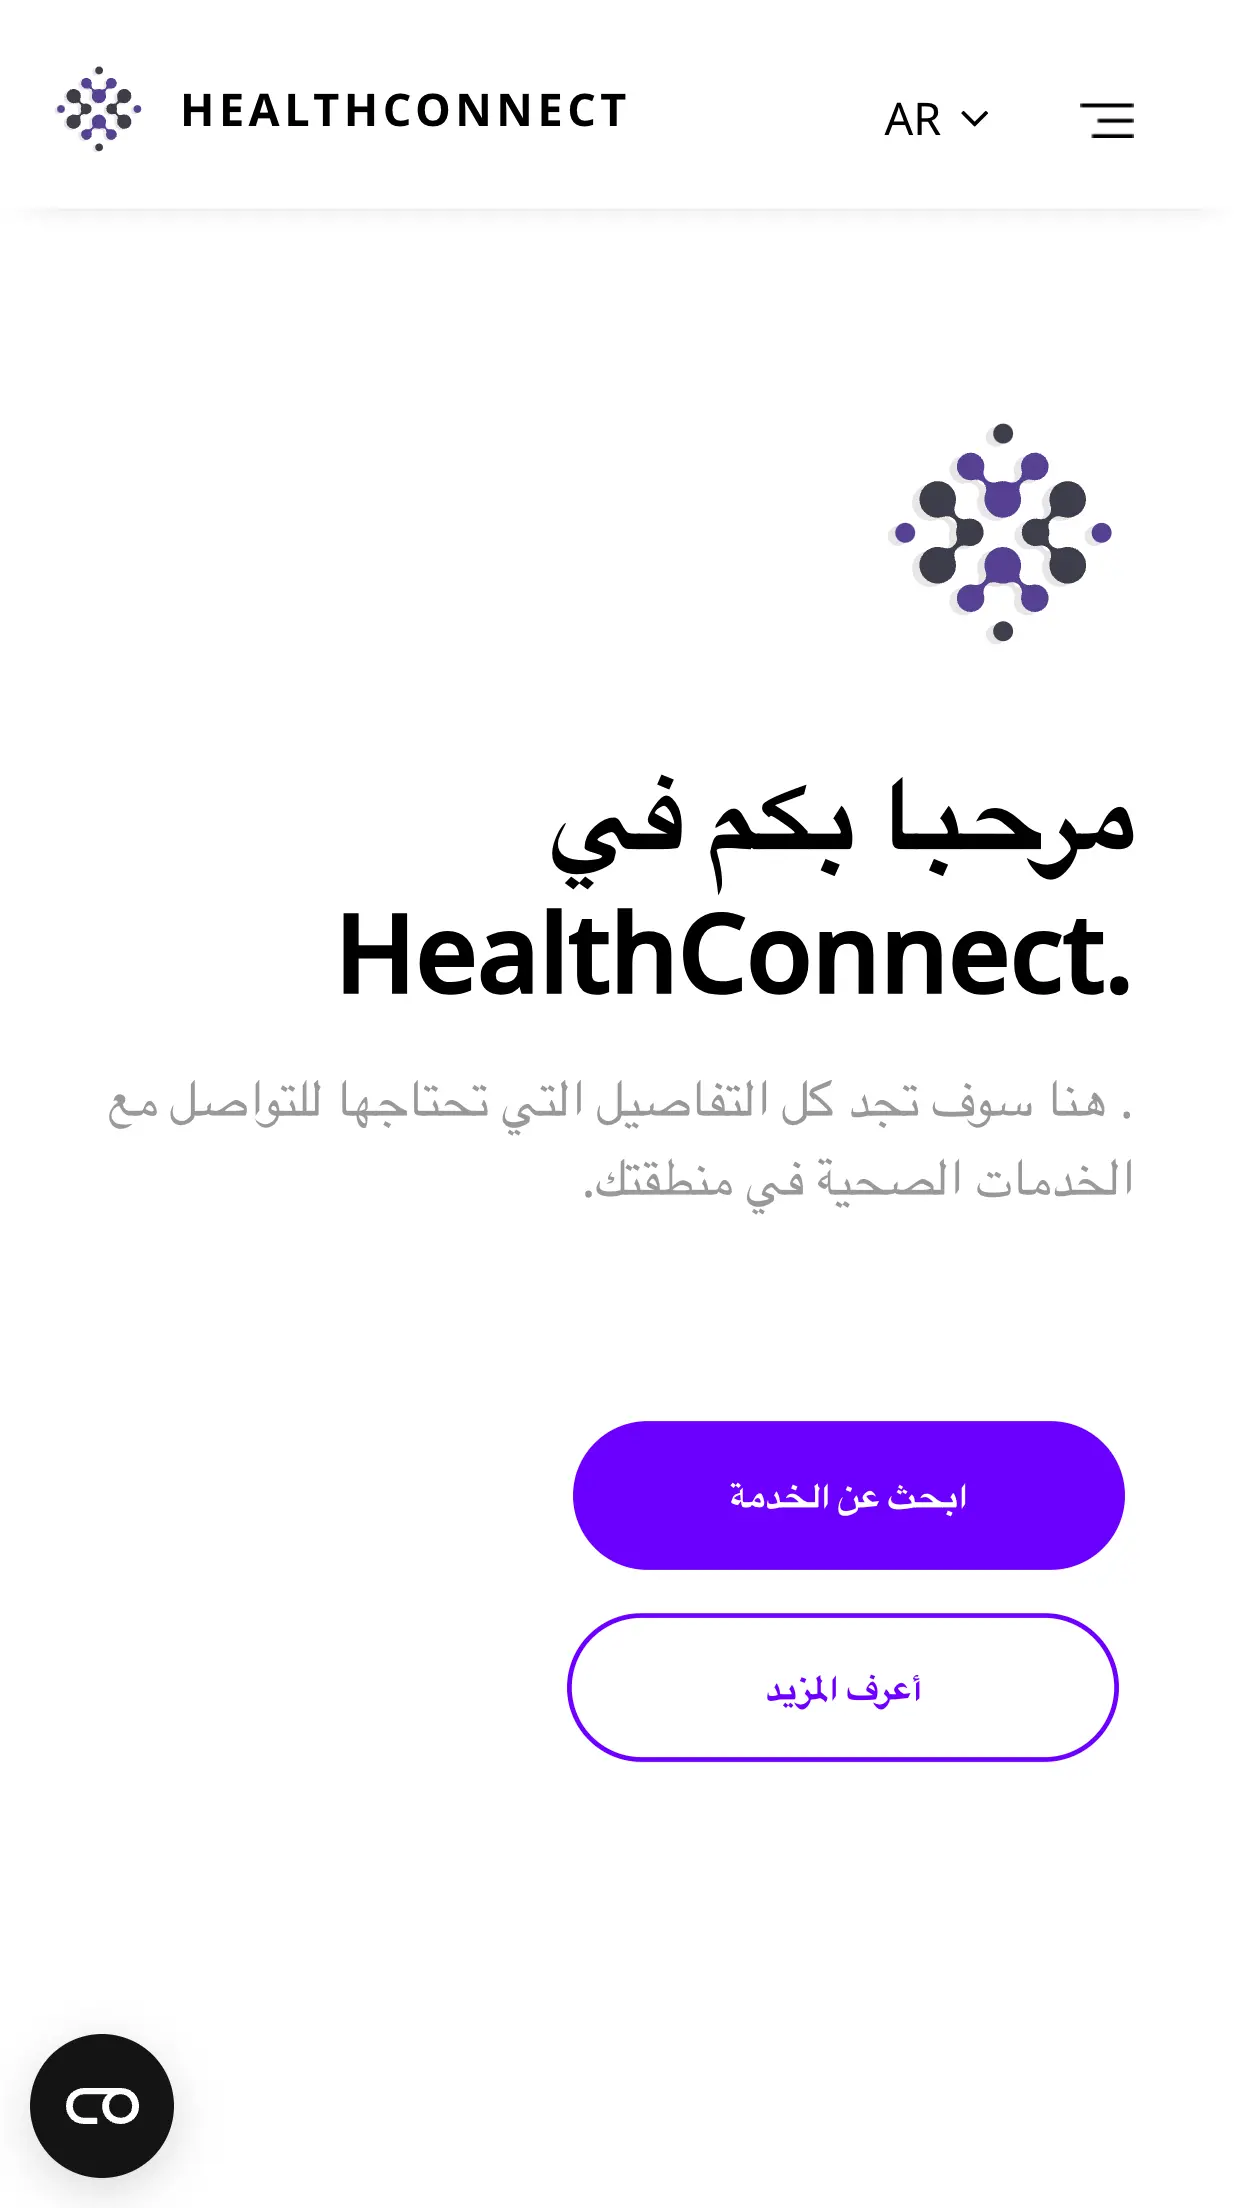 HEALTHCONNECT
AR
مرحبا بكم في
HealthConnect.
. هنا سوف تجد كل التفاصيل التي تحتاجها للتواصل مع
الخدمات الصحية في منطقتك.
ابحث عن الخدمة
أعرف المزيد